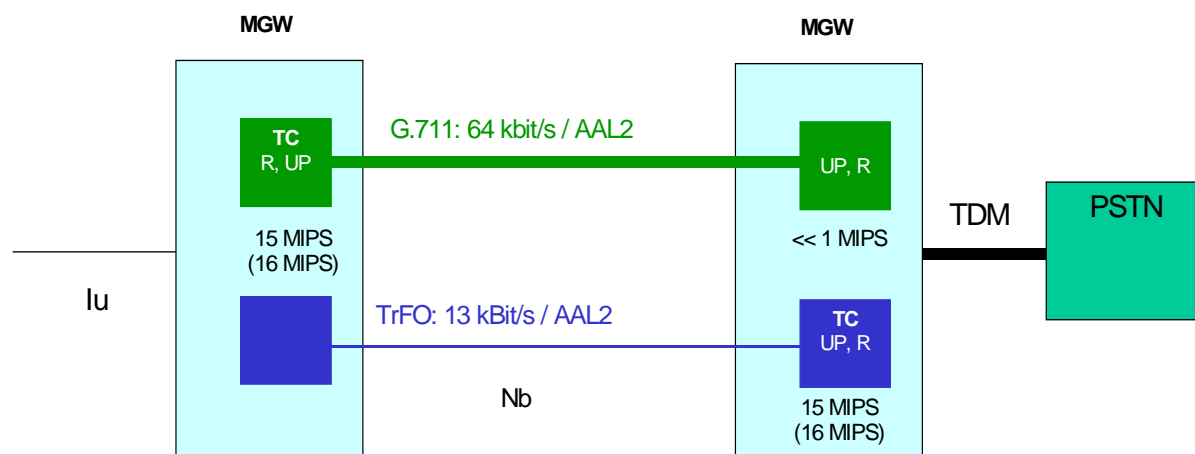 MGW
MGW
G.711: 64 kbit/s / AAL2
TC
R, UP
UP, R
TDM
PSTN
15 MIPS
(16 MIPS)
<< 1 MIPS
Iu
TrFO: 13 kBit/s / AAL2
TC
UP, R
Nb
15 MIPS
(16 MIPS)